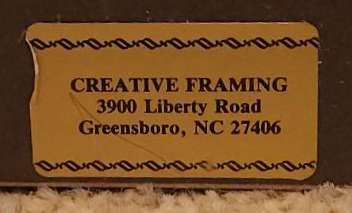 CREATIVE FRAMING
3900 Liberty Road
Greensboro, NC 27406